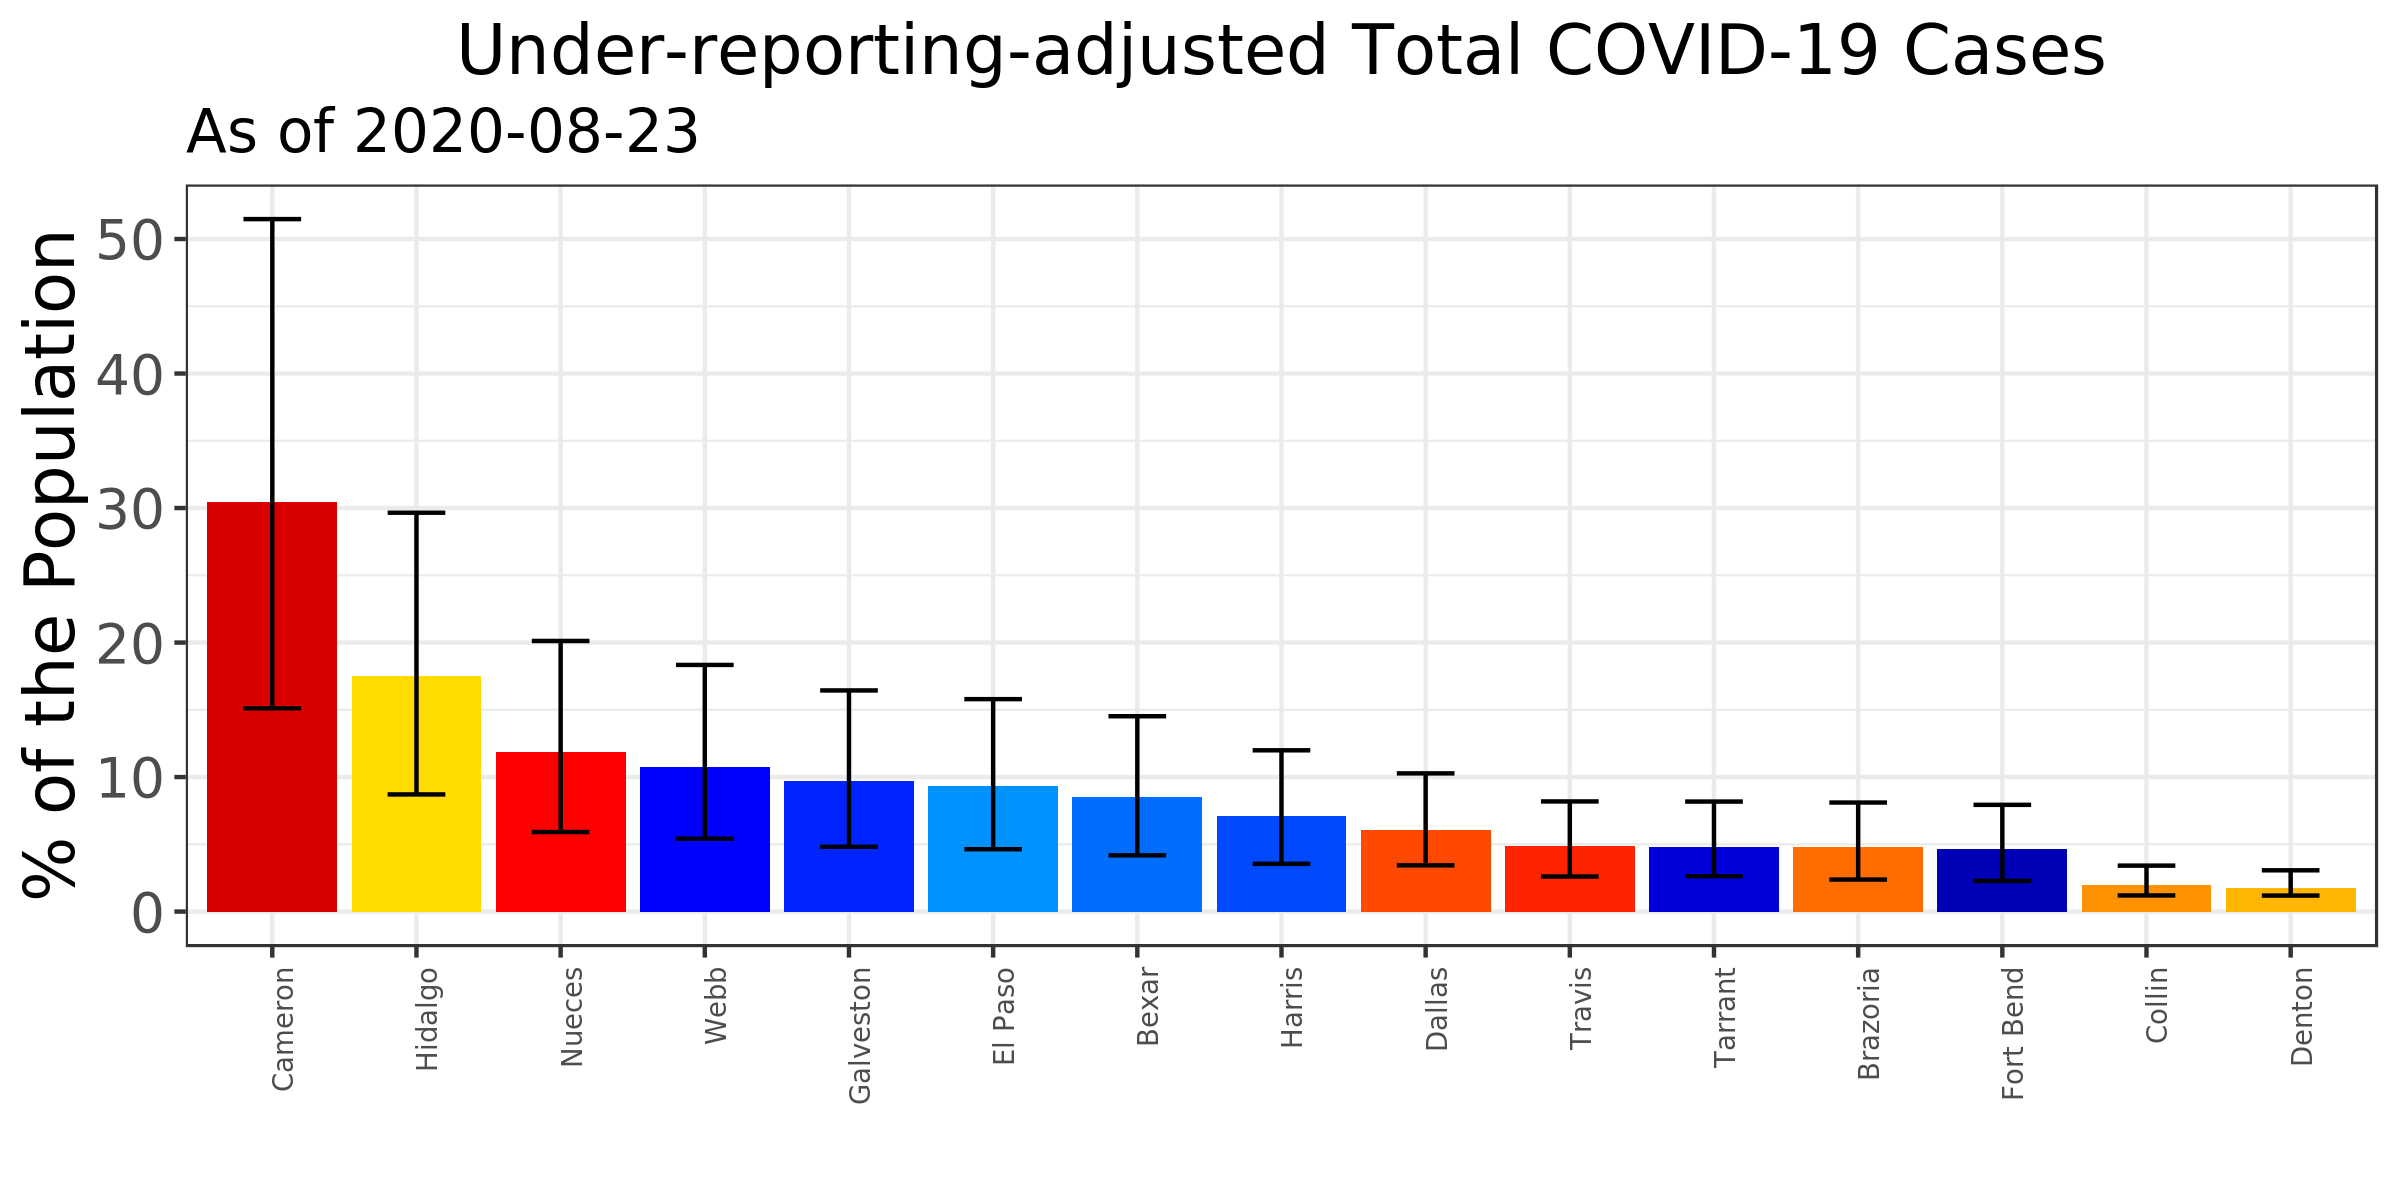 Under-reporting-adjusted Total COVID-19 Cases
As of 2020-08-23
% of the Population
50
40
30
20
10
0
Cameron
Hidalgo
Nueces
Webb
Galveston
El Paso
Bexar
Harris
Dallas
Travis
Tarrant
Brazoria
Fort Bend
Collin
Denton